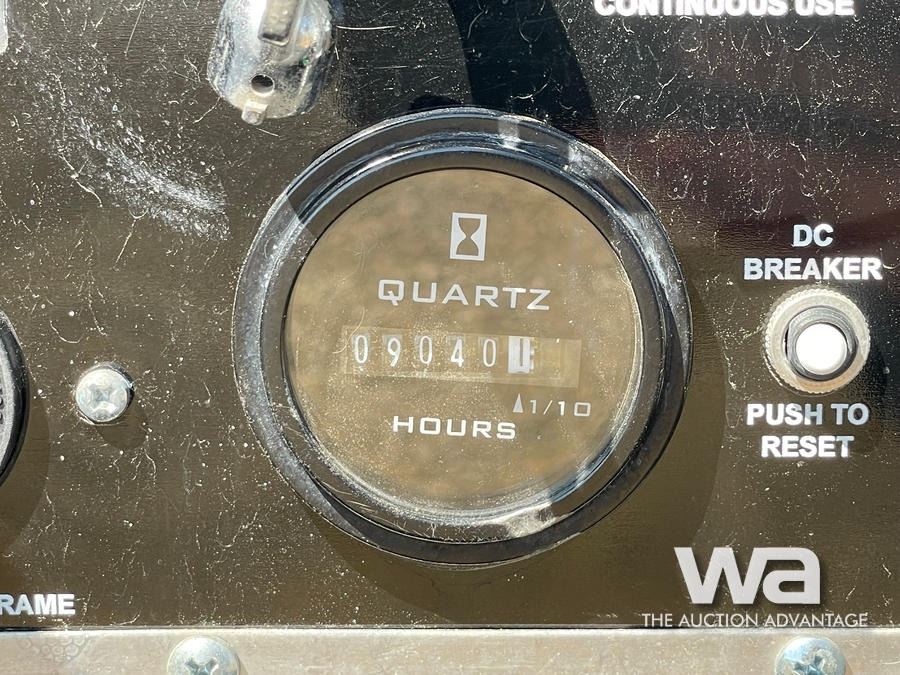 CONTINUOUS USE
QUARTZ
09040
1/10
HOURS
DC
BREAKER
PUSH TO
RESET
RAME
wa
THE AUCTION ADVANTAGE